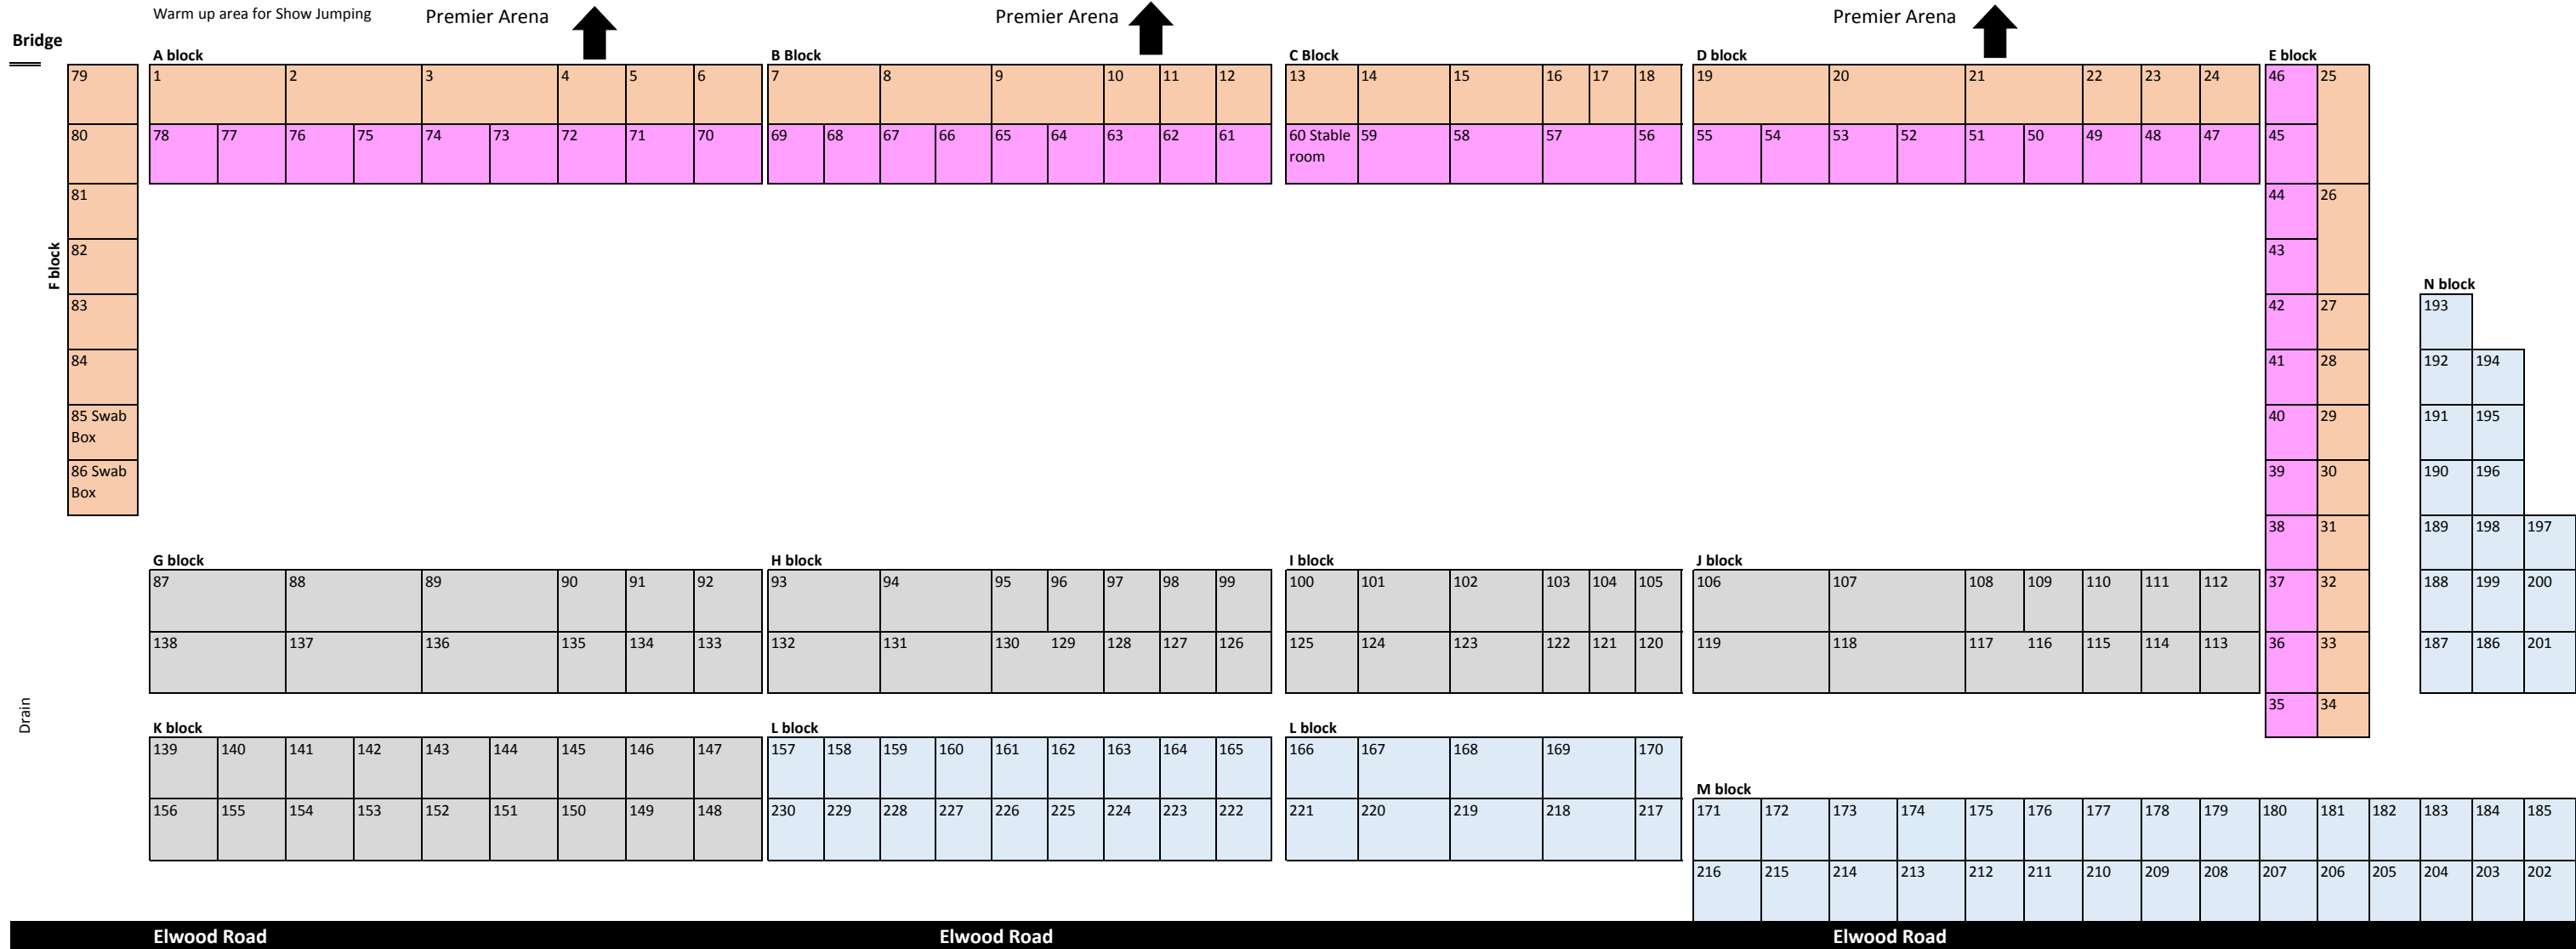 Warm up area for Show Jumping Premier Arena Premier Arena Premier Arena
Bridge
A block B Block C Block D block E block
79 1 2 3 4 5 6 7 8 9 10 11 12 13 14 15 16 17 18 19 20 21 22 23 24 46 25
80 78 77 76 75 74 73 72 71 70 69 68 67 66 65 64 63 62 61 60 Stable 59 58 57 56 55 54 53 52 51 50 49 48 47 45
room
81 44 26
82 43
F block
N block
83 42 27 193
84 41 28 192 194
85 Swab 40 29 191 195
Box
86 Swab 39 30 190 196
Box
38 31 189 198 197
G block H block I block J block
87 88 89 90 91 92 93 94 95 96 97 98 99 100 101 102 103 104 105 106 107 108 109 110 111 112 37 32 188 199 200
138 137 136 135 134 133 132 131 130 129 128 127 126 125 124 123 122 121 120 119 118 117 116 115 114 113 36 33 187 186 201
Drain
35 34
K block L block L block
139 140 141 142 143 144 145 146 147 157 158 159 160 161 162 163 164 165 166 167 168 169 170
M block
156 155 154 153 152 151 150 149 148 230 229 228 227 226 225 224 223 222 221 220 219 218 217 171 172 173 174 175 176 177 178 179 180 181 182 183 184 185
216 215 214 213 212 211 210 209 208 207 206 205 204 203 202
Elwood Road Elwood Road Elwood Road